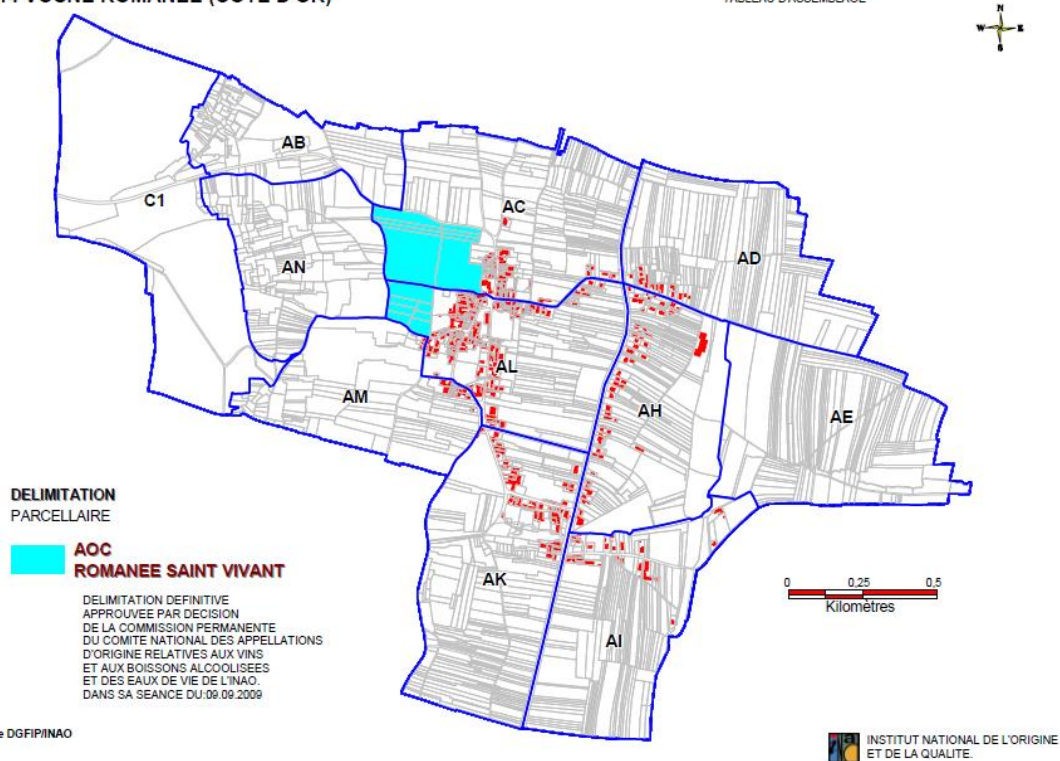 VOSNE ROMANEE (COTE D'OR)
TABLEAU D'ASSEMBLAGE
N
W E
S
AB
C1
AC
AN
AD
AL
AM
AH
AE
AK
AI
DELIMITATION
PARCELLAIRE
AOC
ROMANEE SAINT VIVANT
DELIMITATION DEFINITIVE
APPROUVEE PAR DECISION
DE LA COMMISSION PERMANENTE
DU COMITE NATIONAL DES APPELLATIONS
D'ORIGINE RELATIVES AUX VINS
ET AUX BOISSONS ALCOOLISEES
ET DES EAUX DE VIE DE L'INAO.
DANS SA SEANCE DU:09.09.2009
0 0,25 0,5
Kilomètres
DGFIP/INAO
INSTITUT NATIONAL DE L'ORIGINE
ET DE LA QUALITE.